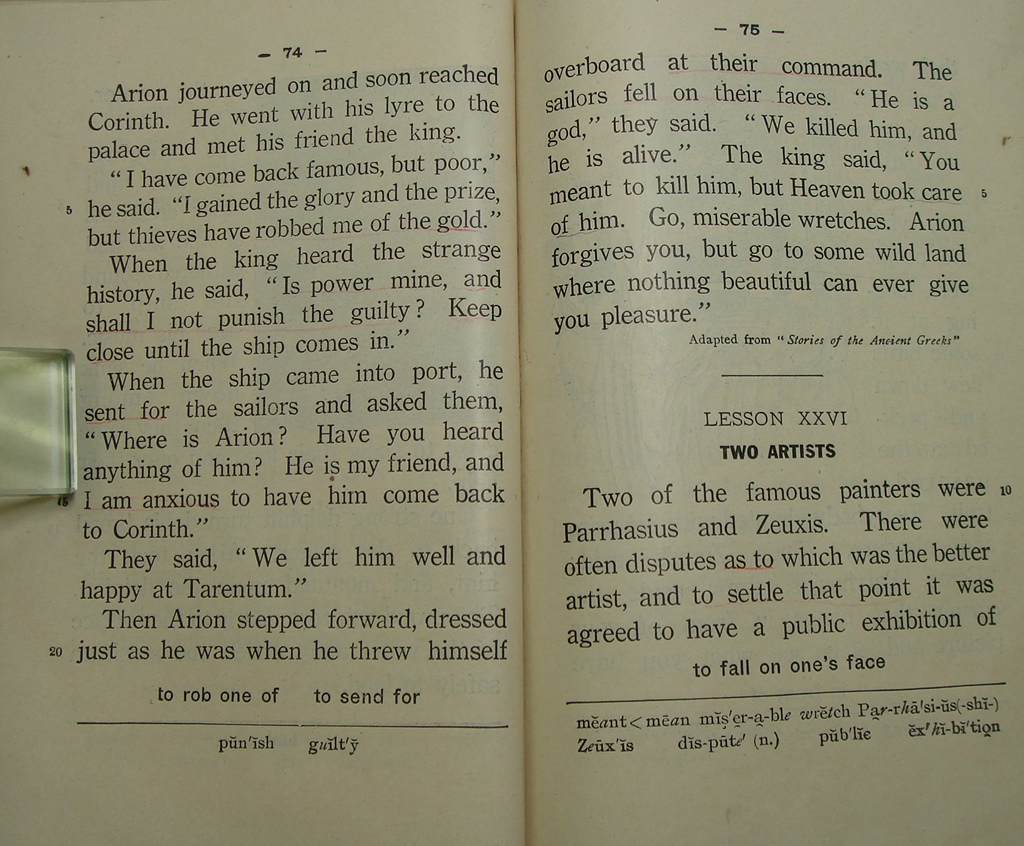 - 74 -
Arion journeyed on and soon reached
Corinth. He went with his lyre to the
palace and met his friend the king.
"I have come back famous, but poor,"
5 he said. "I gained the glory and the prize,
but thieves have robbed me of the gold."
When the king heard the strange
history, he said, "Is power mine, and
shall I not punish the guilty? Keep
close until the ship comes in."
When the ship came into port, he
sent for the sailors and asked them,
"Where is Arion? Have you heard
anything of him? He is my friend, and
15 I am anxious to have him come back
to Corinth."
They said, "We left him well and
happy at Tarentum."
Then Arion stepped forward, dressed
20 just as he was when he threw himself
to rob one of to send for
pŭn'ish guĭlt'y̆
- 75 -
overboard at their command. The
sailors fell on their faces. "He is a
god," they said. "We killed him, and
he is alive." The king said, "You
meant to kill him, but Heaven took care 5
of him. Go, miserable wretches. Arion
forgives you, but go to some wild land
where nothing beautiful can ever give
you pleasure."
Adapted from "Stories of the Ancient Greeks"
LESSON XXVI
TWO ARTISTS
Two of the famous painters were 10
Parrhasius and Zeuxis. There were
often disputes as to which was the better
artist, and to settle that point it was
agreed to have a public exhibition of
to fall on one's face
mĕant < mēan mĭs̱'ẽr-ȧ-ble wrĕtch Pa̤r-rhā'si-ŭs(-shĭ-)
Zeūx'ĭs dĭs-pūte' (n.) pŭb'lĭc ĕx'hĭ-bĭ'tio̤n